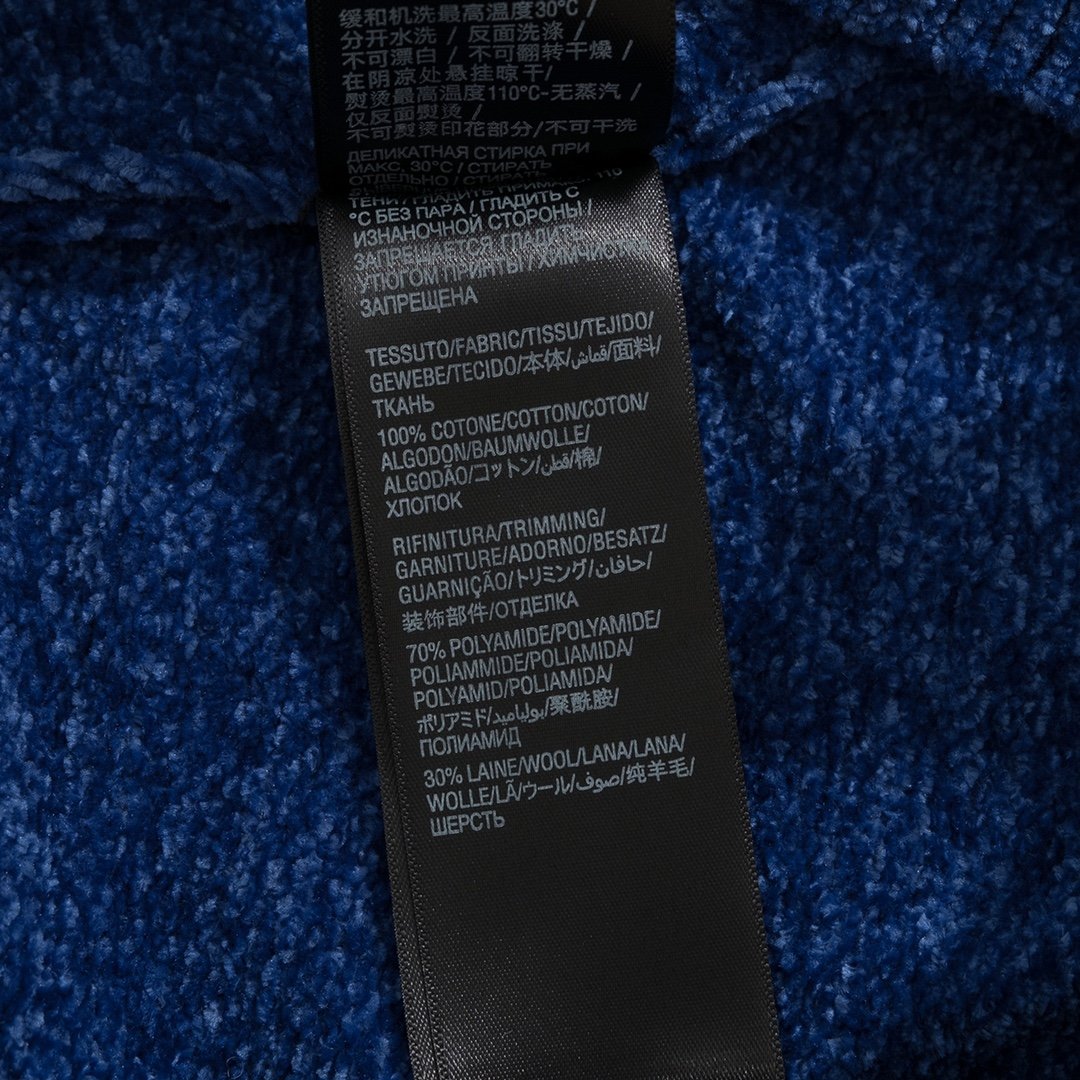 缓和机洗最高温度30°C /
分开水洗 / 反面洗涤 /
不可漂白 / 不可翻转干燥 /
在阴凉处悬挂晾干/
熨烫最高温度110°C-无蒸汽 /
仅反面熨烫 /
不可熨烫印花部分/不可干洗
ДЕЛИКАТНАЯ СТИРКА ПРИ
МАКС. 30°C / СТИРАТЬ
ОТДЕЛЬНО / СТИРАТЬ
ТЕНИ / ГЛАДИТЬ ПРИ 110
°C БЕЗ ПАРА / ГЛАДИТЬ С
ИЗНАНОЧНОЙ СТОРОНЫ /
ЗАПРЕЩАЕТСЯ ГЛАДИТЬ
УТЮГОМ ПРИНТЫ / ХИМЧИСТКА
ЗАПРЕЩЕНА
TESSUTO/FABRIC/TISSU/TEJIDO/
GEWEBE/TECIDO/本体/قماش/面料/
ТКАНЬ
100% COTONE/COTTON/COTON/
ALGODON/BAUMWOLLE/
ALGODÃO/コットン/قطن/棉/
ХЛОПОК
RIFINITURA/TRIMMING/
GARNITURE/ADORNO/BESATZ/
GUARNIÇÃO/トリミング/حافان/
装饰部件/ОТДЕЛКА
70% POLYAMIDE/POLYAMIDE/
POLIAMMIDE/POLIAMIDA/
POLYAMID/POLIAMIDA/
ポリアミド/بوليامید/聚酰胺/
ПОЛИАМИД
30% LAINE/WOOL/LANA/LANA/
WOLLE/LÃ/ウール/صوف/纯羊毛/
ШЕРСТЬ